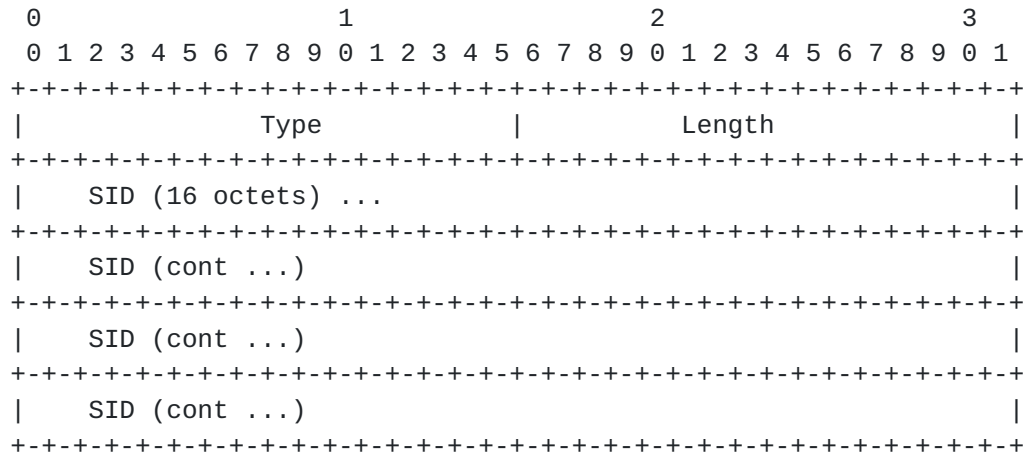 0                   1                   2                   3
 0 1 2 3 4 5 6 7 8 9 0 1 2 3 4 5 6 7 8 9 0 1 2 3 4 5 6 7 8 9 0 1
+-+-+-+-+-+-+-+-+-+-+-+-+-+-+-+-+-+-+-+-+-+-+-+-+-+-+-+-+-+-+-+-+
|               Type            |          Length               |
+-+-+-+-+-+-+-+-+-+-+-+-+-+-+-+-+-+-+-+-+-+-+-+-+-+-+-+-+-+-+-+-+
|    SID (16 octets) ...                                        |
+-+-+-+-+-+-+-+-+-+-+-+-+-+-+-+-+-+-+-+-+-+-+-+-+-+-+-+-+-+-+-+-+
|    SID (cont ...)                                             |
+-+-+-+-+-+-+-+-+-+-+-+-+-+-+-+-+-+-+-+-+-+-+-+-+-+-+-+-+-+-+-+-+
|    SID (cont ...)                                             |
+-+-+-+-+-+-+-+-+-+-+-+-+-+-+-+-+-+-+-+-+-+-+-+-+-+-+-+-+-+-+-+-+
|    SID (cont ...)                                             |
+-+-+-+-+-+-+-+-+-+-+-+-+-+-+-+-+-+-+-+-+-+-+-+-+-+-+-+-+-+-+-+-+